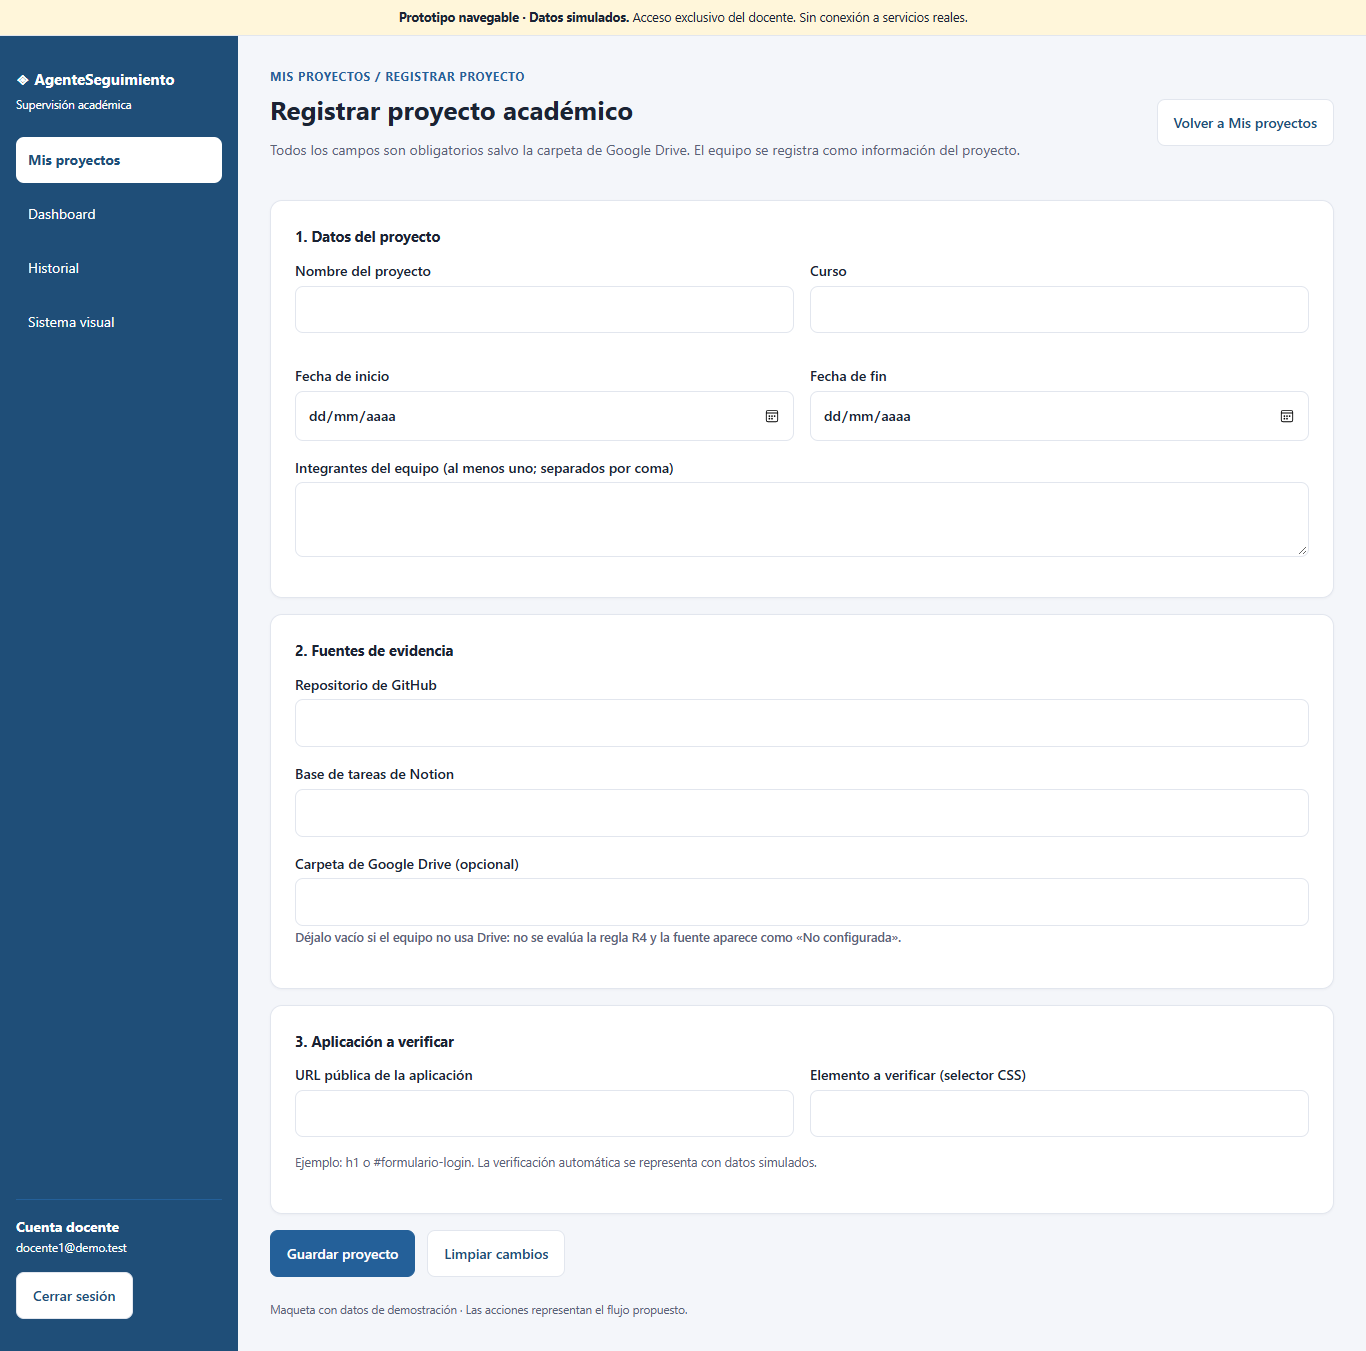 Prototipo navegable · Datos simulados. Acceso exclusivo del docente. Sin conexión a servicios reales.
AgenteSeguimiento
Supervisión académica
Mis proyectos
Dashboard
Historial
Sistema visual
Cuenta docente
docente1@demo.test
Cerrar sesión
MIS PROYECTOS / REGISTRAR PROYECTO
Registrar proyecto académico
Todos los campos son obligatorios salvo la carpeta de Google Drive. El equipo se registra como información del proyecto.
Volver a Mis proyectos
1. Datos del proyecto
Nombre del proyecto
Curso
Fecha de inicio
Fecha de fin
dd/mm/aaaa
dd/mm/aaaa
Integrantes del equipo (al menos uno; separados por coma)
2. Fuentes de evidencia
Repositorio de GitHub
Base de tareas de Notion
Carpeta de Google Drive (opcional)
Déjalo vacío si el equipo no usa Drive: no se evalúa la regla R4 y la fuente aparece como «No configurada».
3. Aplicación a verificar
URL pública de la aplicación
Elemento a verificar (selector CSS)
Ejemplo: h1 o #formulario-login. La verificación automática se representa con datos simulados.
Guardar proyecto
Limpiar cambios
Maqueta con datos de demostración · Las acciones representan el flujo propuesto.